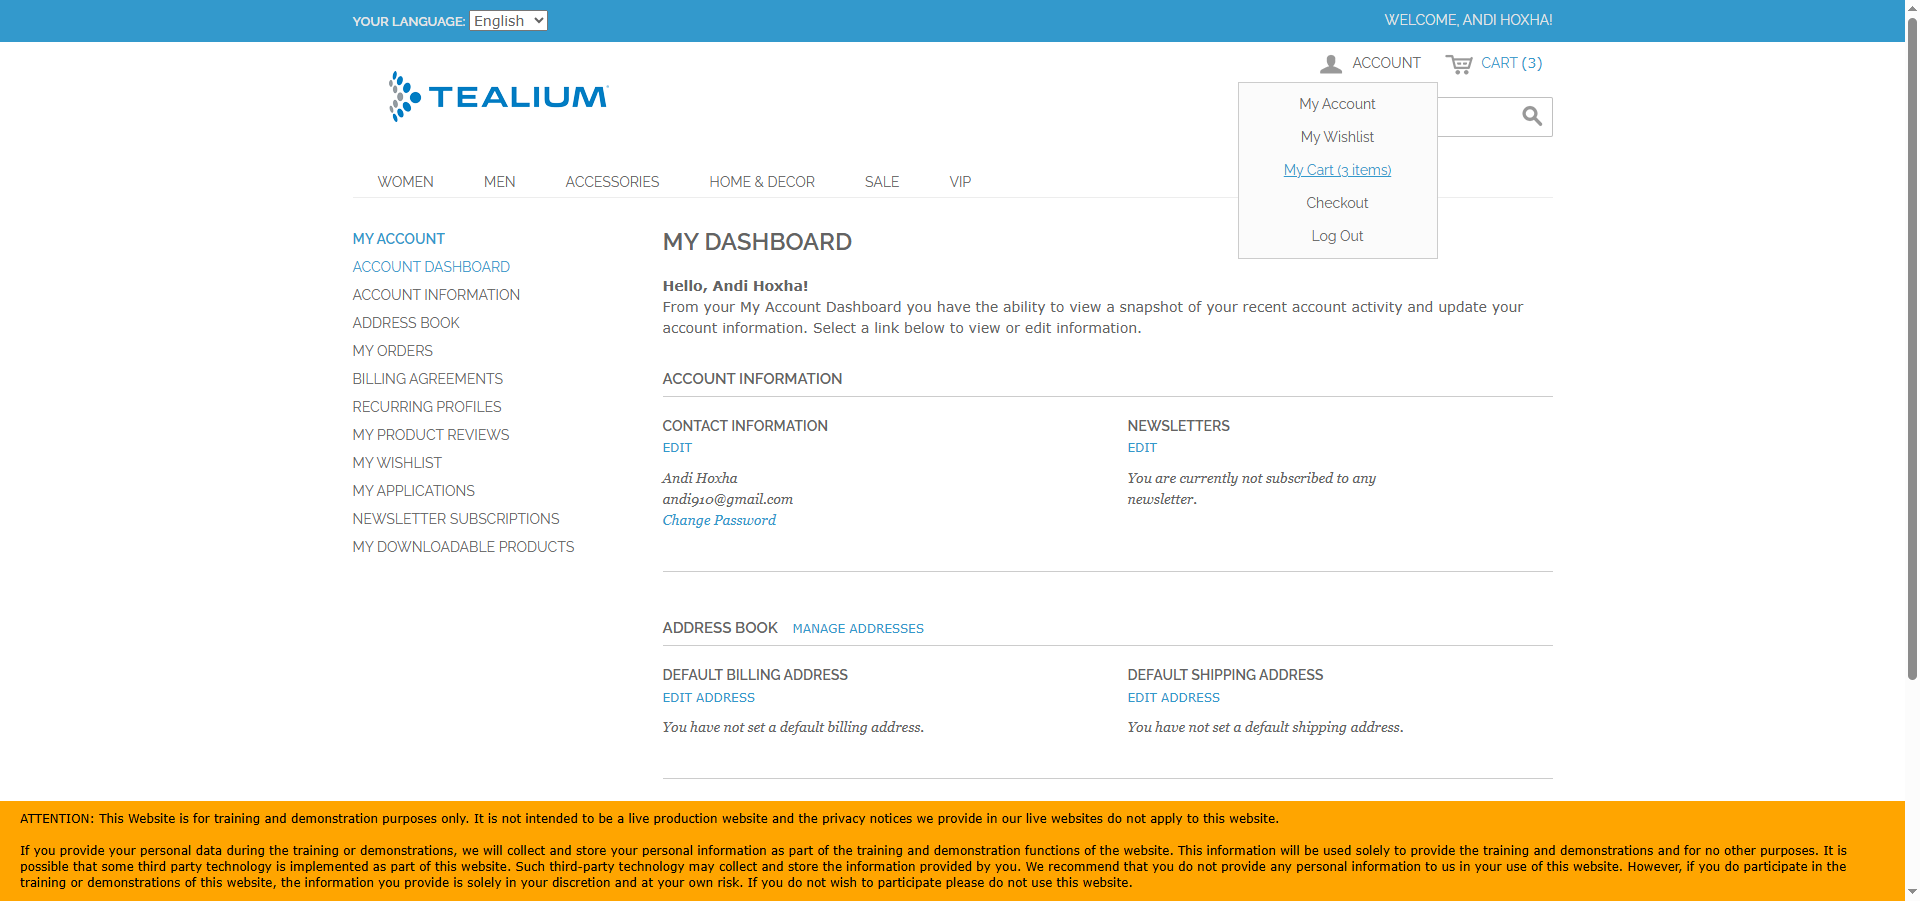 YOUR LANGUAGE: English
WELCOME, ANDI HOXHA!
TEALIUM
ACCOUNT
CART (3)
My Account
My Wishlist
My Cart (3 items)
Checkout
Log Out
WOMEN MEN ACCESSORIES HOME & DECOR SALE VIP
MY ACCOUNT
ACCOUNT DASHBOARD
ACCOUNT INFORMATION
ADDRESS BOOK
MY ORDERS
BILLING AGREEMENTS
RECURRING PROFILES
MY PRODUCT REVIEWS
MY WISHLIST
MY APPLICATIONS
NEWSLETTER SUBSCRIPTIONS
MY DOWNLOADABLE PRODUCTS
MY DASHBOARD
Hello, Andi Hoxha!
From your My Account Dashboard you have the ability to view a snapshot of your recent account activity and update your
account information. Select a link below to view or edit information.
ACCOUNT INFORMATION
CONTACT INFORMATION
EDIT
Andi Hoxha
andi910@gmail.com
Change Password
NEWSLETTERS
EDIT
You are currently not subscribed to any
newsletter.
ADDRESS BOOK MANAGE ADDRESSES
DEFAULT BILLING ADDRESS
EDIT ADDRESS
You have not set a default billing address.
DEFAULT SHIPPING ADDRESS
EDIT ADDRESS
You have not set a default shipping address.
ATTENTION: This Website is for training and demonstration purposes only. It is not intended to be a live production website and the privacy notices we provide in our live websites do not apply to this website.
If you provide your personal data during the training or demonstrations, we will collect and store your personal information as part of the training and demonstration functions of the website. This information will be used solely to provide the training and demonstrations and for no other purposes. It is
possible that some third party technology is implemented as part of this website. Such third-party technology may collect and store the information provided by you. We recommend that you do not provide any personal information to us in your use of this website. However, if you do participate in the
training or demonstrations of this website, the information you provide is solely in your discretion and at your own risk. If you do not wish to participate please do not use this website.